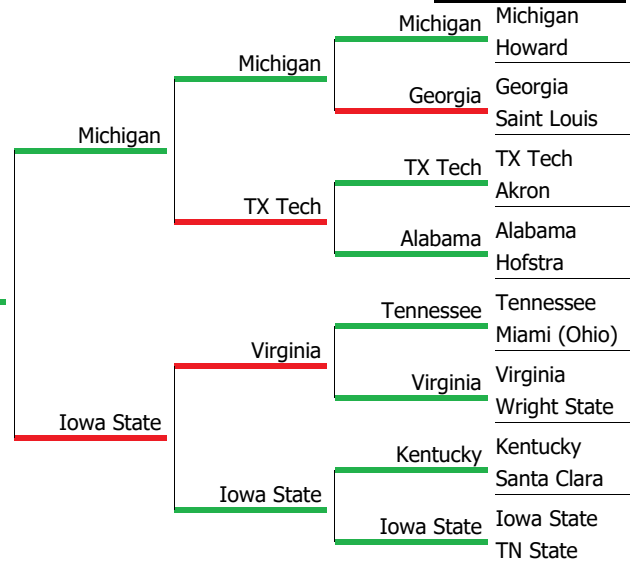 Michigan
Michigan
Howard
Michigan
Georgia
Georgia
Saint Louis
Michigan
TX Tech
TX Tech
Akron
TX Tech
Alabama
Alabama
Hofstra
Tennessee
Tennessee
Miami (Ohio)
Virginia
Virginia
Virginia
Wright State
Iowa State
Kentucky
Kentucky
Santa Clara
Iowa State
Iowa State
Iowa State
TN State